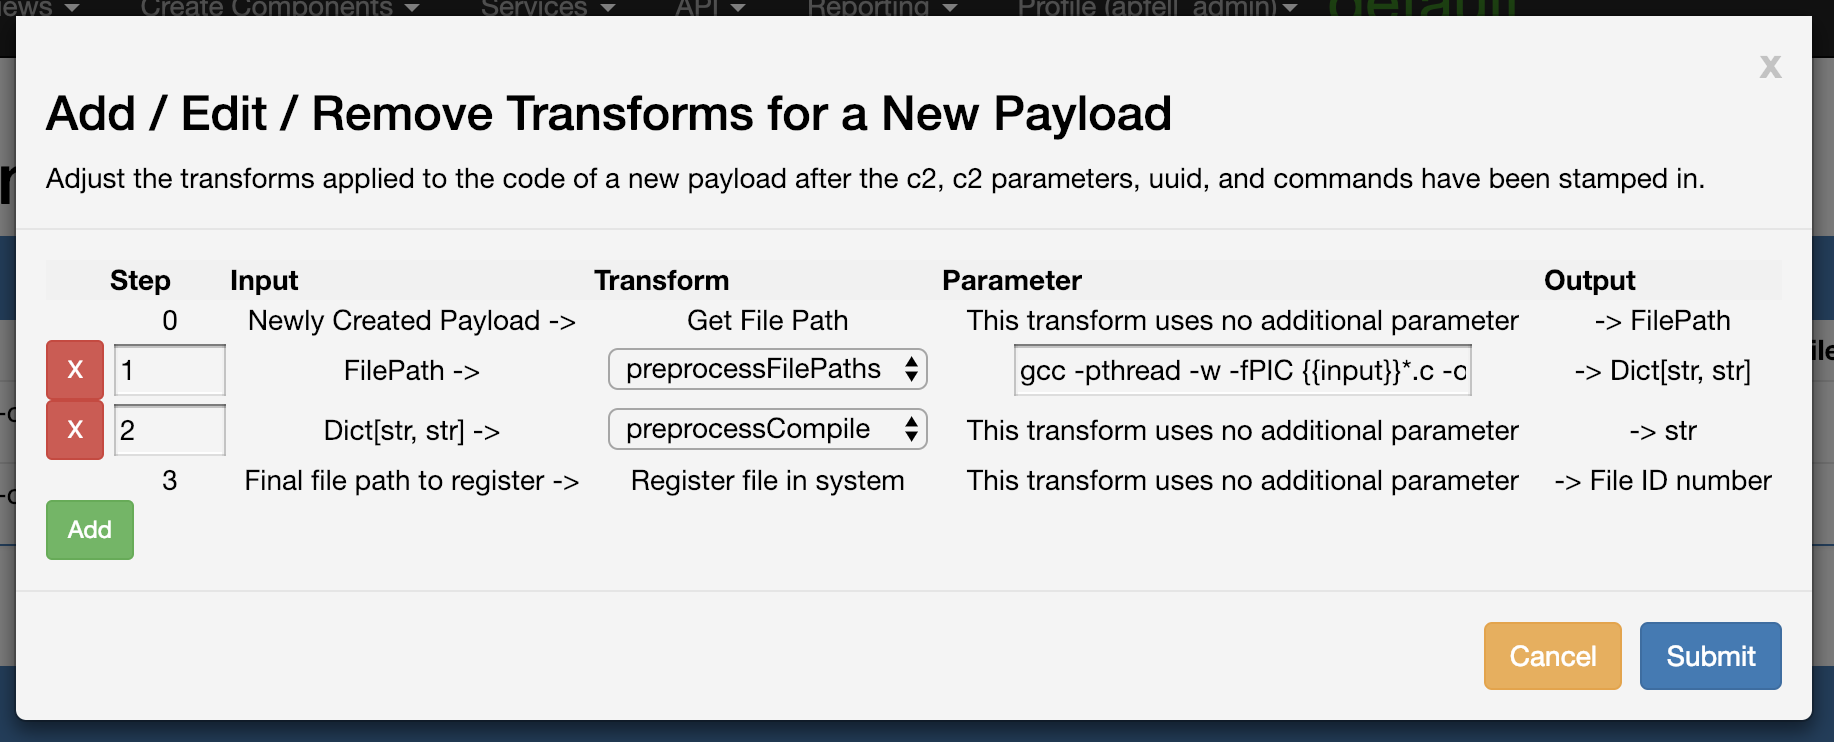 Create Components Services API Reporting Profile (apfell_admin) default
x
Add / Edit / Remove Transforms for a New Payload
Adjust the transforms applied to the code of a new payload after the c2, c2 parameters, uuid, and commands have been stamped in.
Step Input Transform Parameter Output
0 Newly Created Payload -> Get File Path This transform uses no additional parameter -> FilePath
X 1 FilePath -> preprocessFilePaths gcc -pthread -w -fPIC {{input}}*.c -o -> Dict[str, str]
X 2 Dict[str, str] -> preprocessCompile This transform uses no additional parameter -> str
3 Final file path to register -> Register file in system This transform uses no additional parameter -> File ID number
Add
Cancel Submit